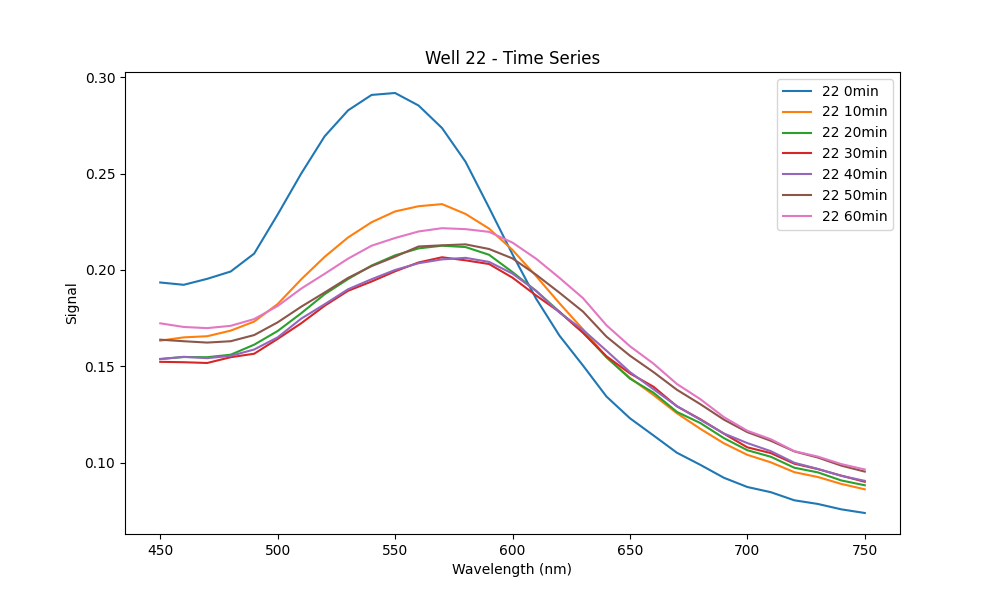 Well 22 - Time Series
Signal
0.30
0.25
0.20
0.15
0.10
22 0min
22 10min
22 20min
22 30min
22 40min
22 50min
22 60min
450 500 550 600 650 700 750
Wavelength (nm)